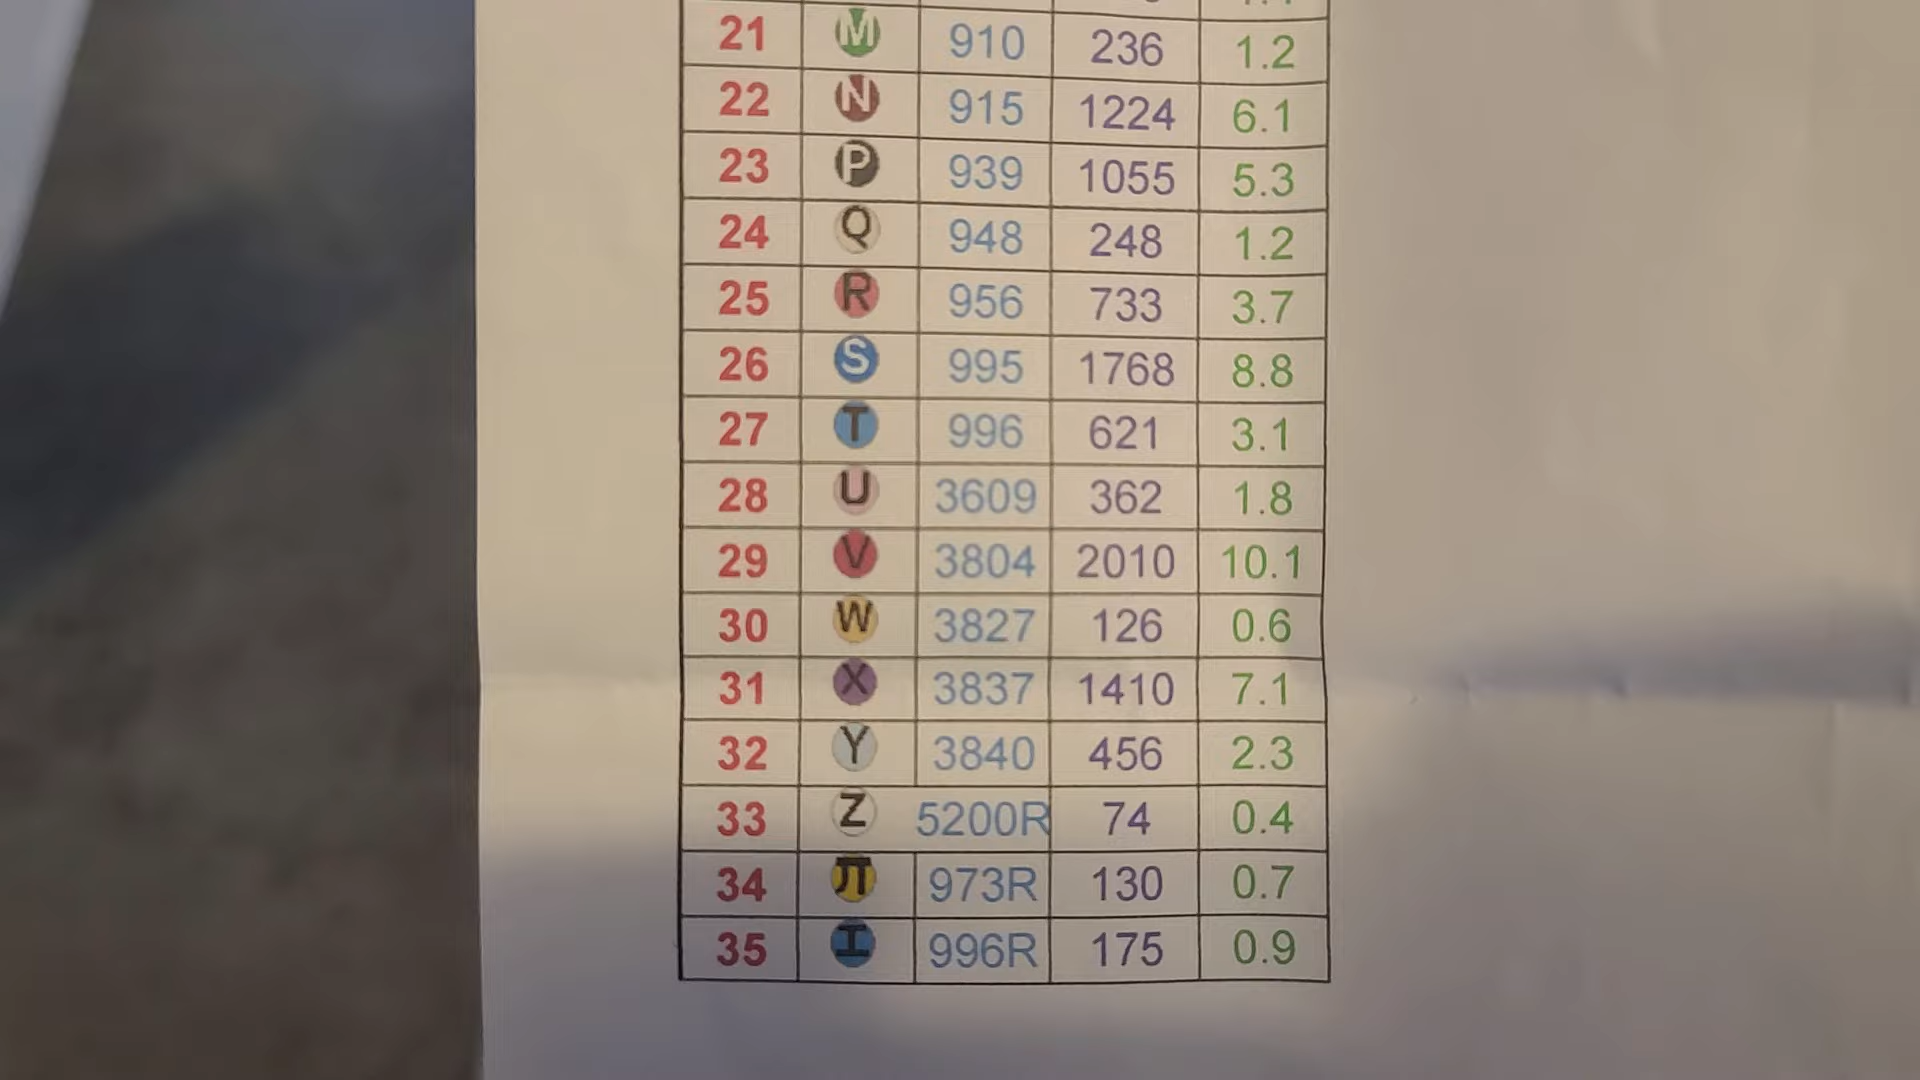 21 M 910 236 1.2
22 N 915 1224 6.1
23 P 939 1055 5.3
24 Q 948 248 1.2
25 R 956 733 3.7
26 S 995 1768 8.8
27 T 996 621 3.1
28 U 3609 362 1.8
29 V 3804 2010 10.1
30 W 3827 126 0.6
31 X 3837 1410 7.1
32 Y 3840 456 2.3
33 Z 5200R 74 0.4
34 π 973R 130 0.7
35 I 996R 175 0.9